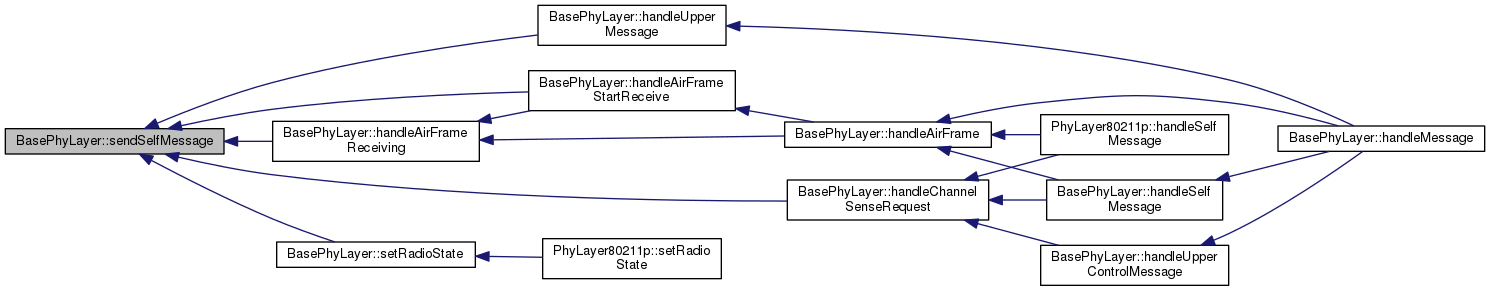 BasePhyLayer::handleUpper
Message
BasePhyLayer::handleAirFrame
StartReceive
BasePhyLayer::sendSelfMessage
BasePhyLayer::handleAirFrame
Receiving
BasePhyLayer::handleAirFrame
PhyLayer80211p::handleSelf
Message
BasePhyLayer::handleMessage
BasePhyLayer::handleChannel
SenseRequest
BasePhyLayer::handleSelf
Message
BasePhyLayer::setRadioState
PhyLayer80211p::setRadio
State
BasePhyLayer::handleUpper
ControlMessage